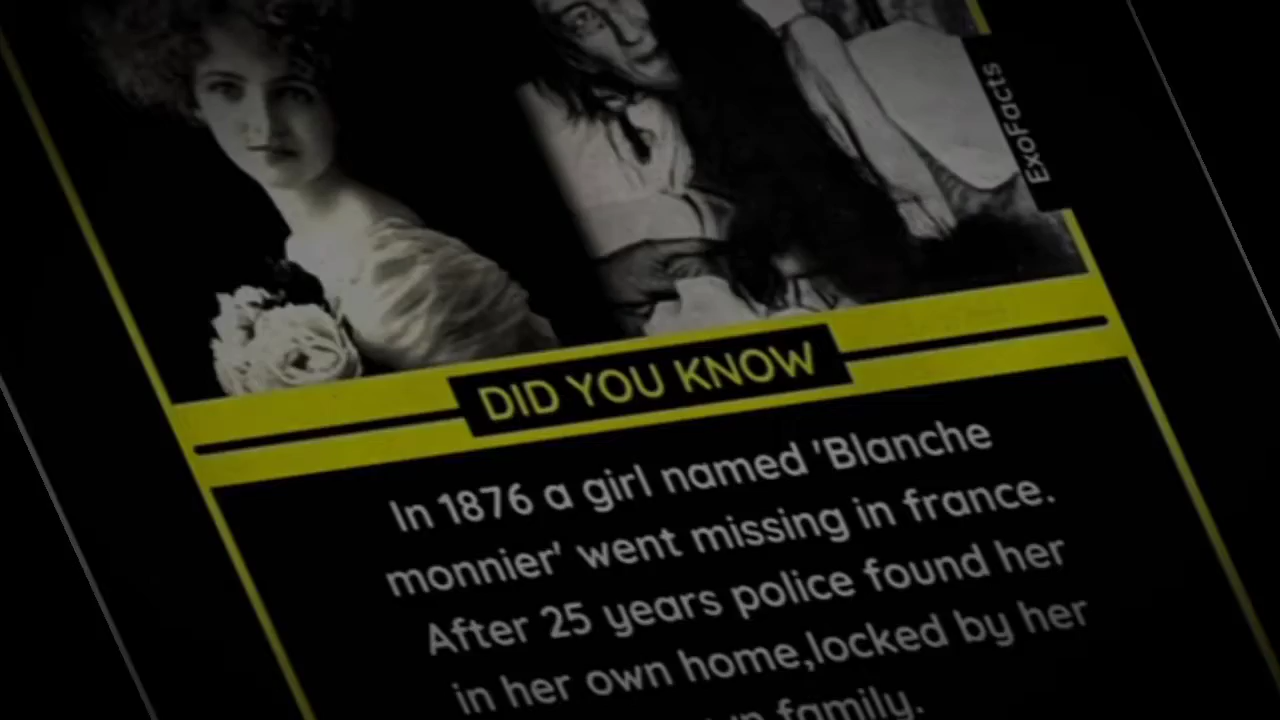 ExoFacts
DID YOU KNOW
In 1876 a girl named 'Blanche
monnier' went missing in france.
After 25 years police found her
in her own home,locked by her
family.